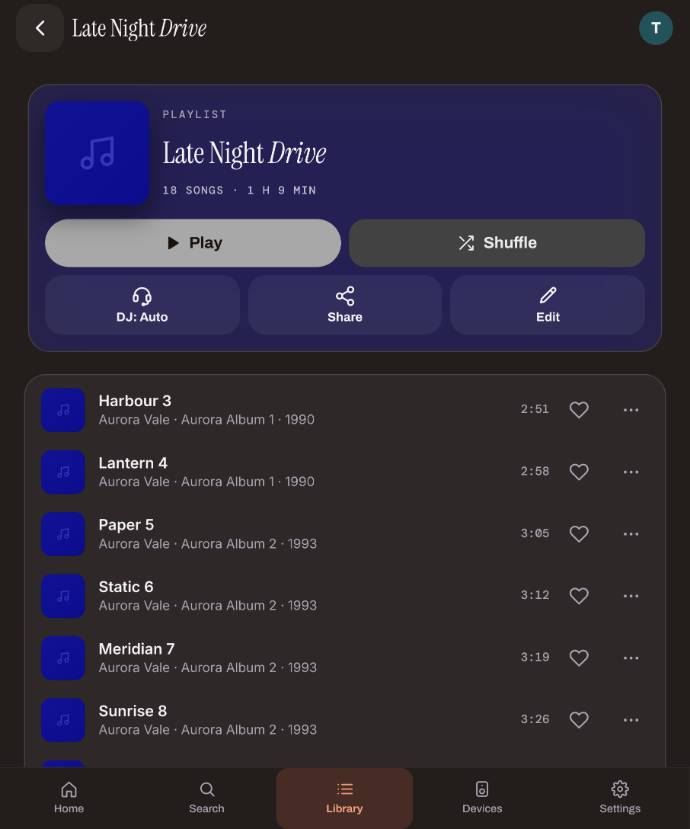 Late Night Drive
T
PLAYLIST
Late Night Drive
18 SONGS · 1 H 9 MIN
Play
Shuffle
DJ: Auto
Share
Edit
Harbour 3
Aurora Vale · Aurora Album 1 · 1990
2:51
Lantern 4
Aurora Vale · Aurora Album 1 · 1990
2:58
Paper 5
Aurora Vale · Aurora Album 2 · 1993
3:05
Static 6
Aurora Vale · Aurora Album 2 · 1993
3:12
Meridian 7
Aurora Vale · Aurora Album 2 · 1993
3:19
Sunrise 8
Aurora Vale · Aurora Album 2 · 1993
3:26
Home
Search
Library
Devices
Settings